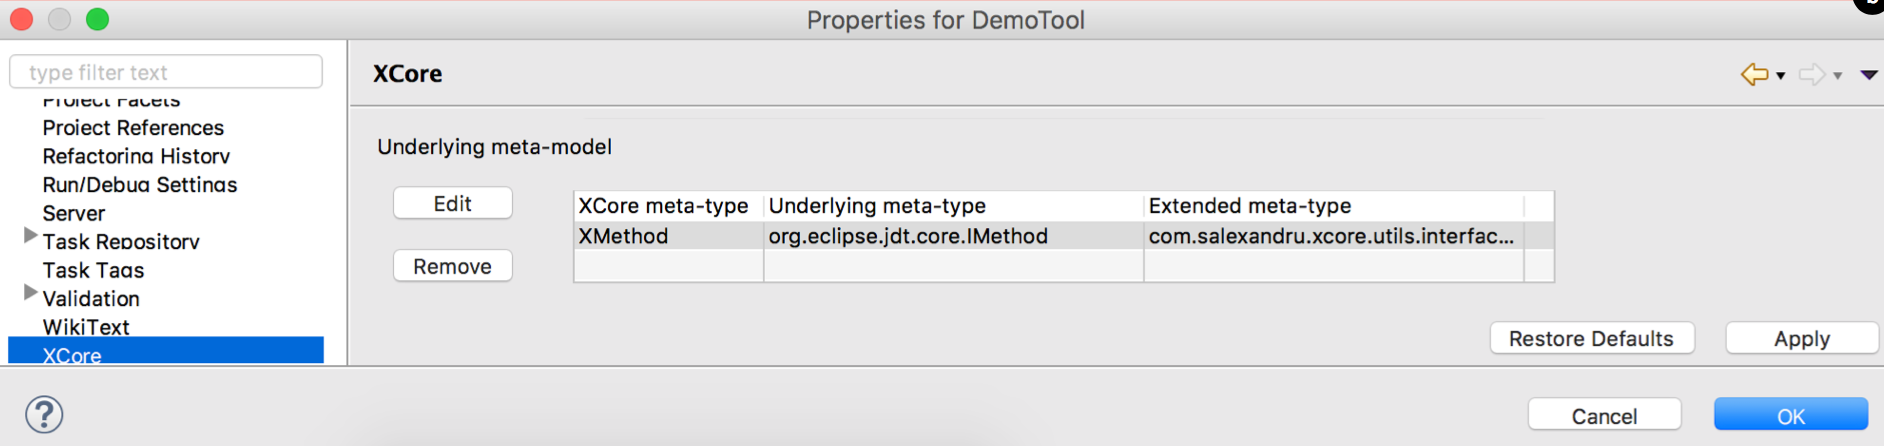 Properties for DemoTool
type filter text
Project Facets
Project References
Refactoring History
Run/Debug Settings
Server
Task Repository
Task Tags
Validation
WikiText
XCore
XCore
Underlying meta-model
Edit
Remove
XCore meta-type Underlying meta-type Extended meta-type
XMethod org.eclipse.jdt.core.IMethod com.salexandru.xcore.utils.interfac...
Restore Defaults Apply
?
Cancel OK